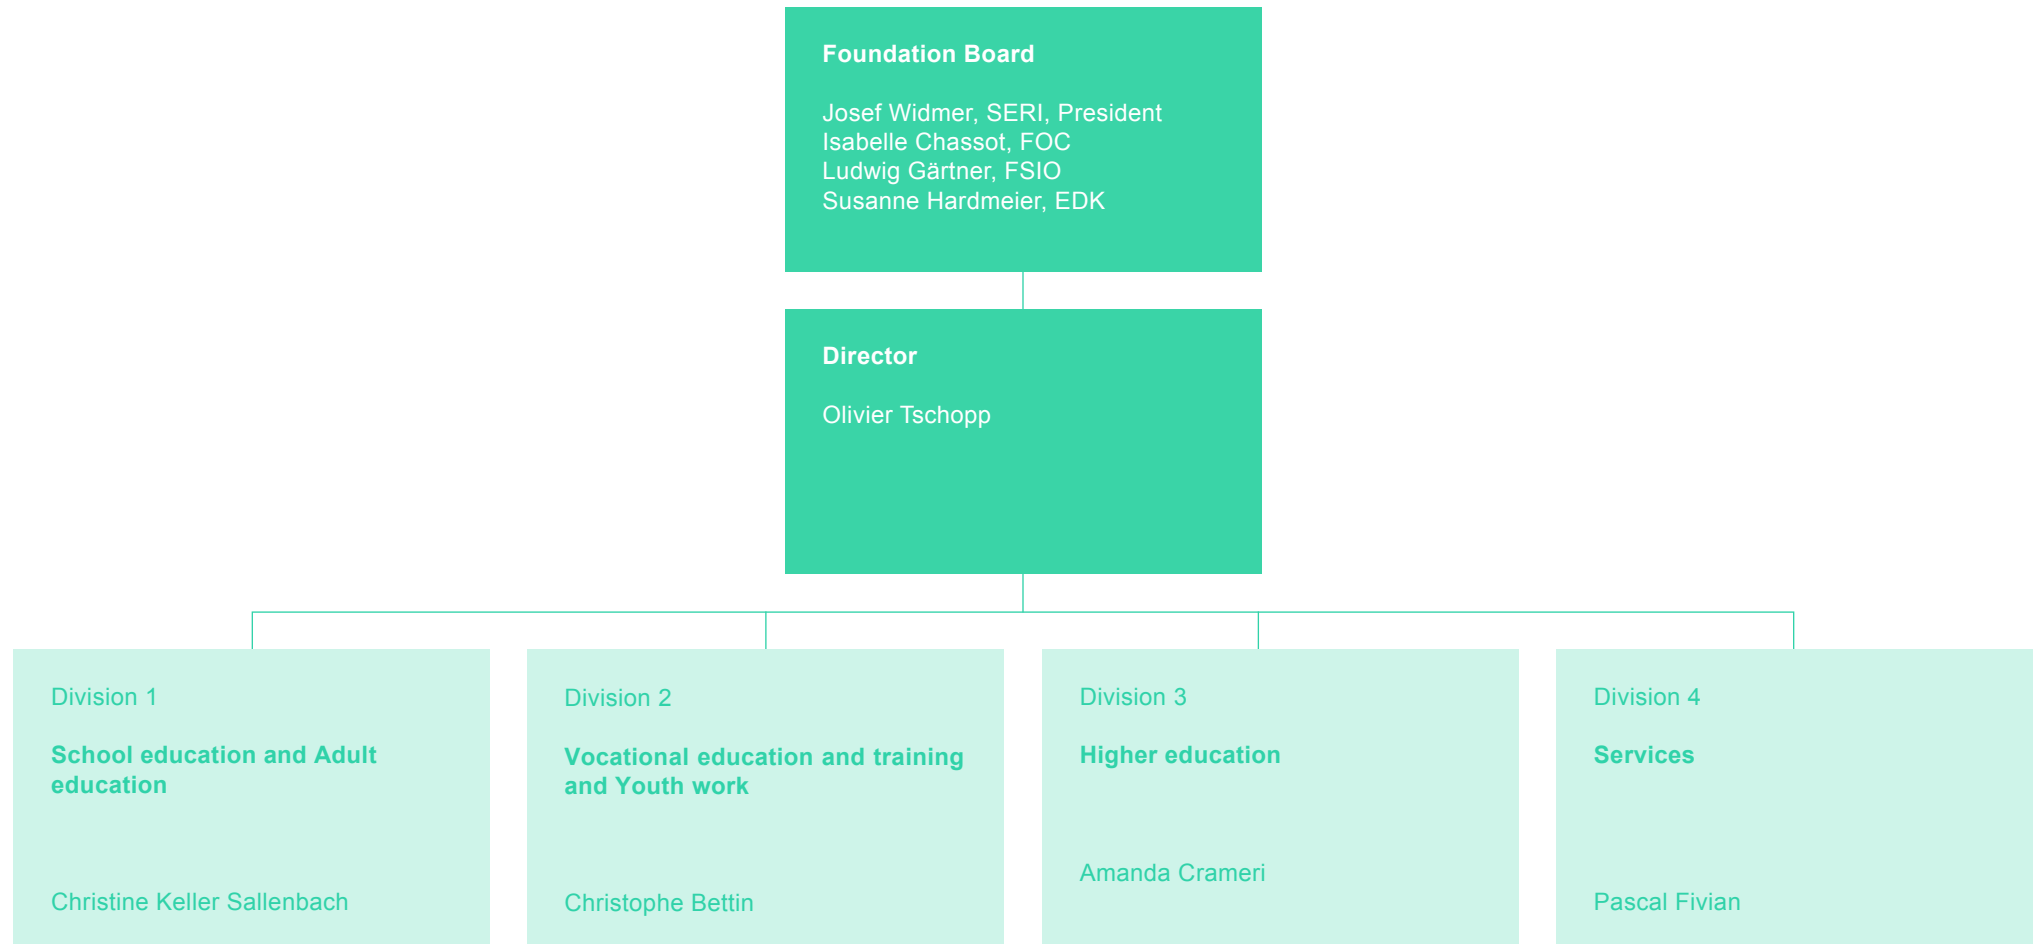 Foundation Board
Josef Widmer, SERI, President
Isabelle Chassot, FOC
Ludwig Gärtner, FSIO
Susanne Hardmeier, EDK
Director
Olivier Tschopp
Division 1
School education and Adult
education
Christine Keller Sallenbach
Division 2
Vocational education and training
and Youth work
Christophe Bettin
Division 3
Higher education
Amanda Crameri
Division 4
Services
Pascal Fivian